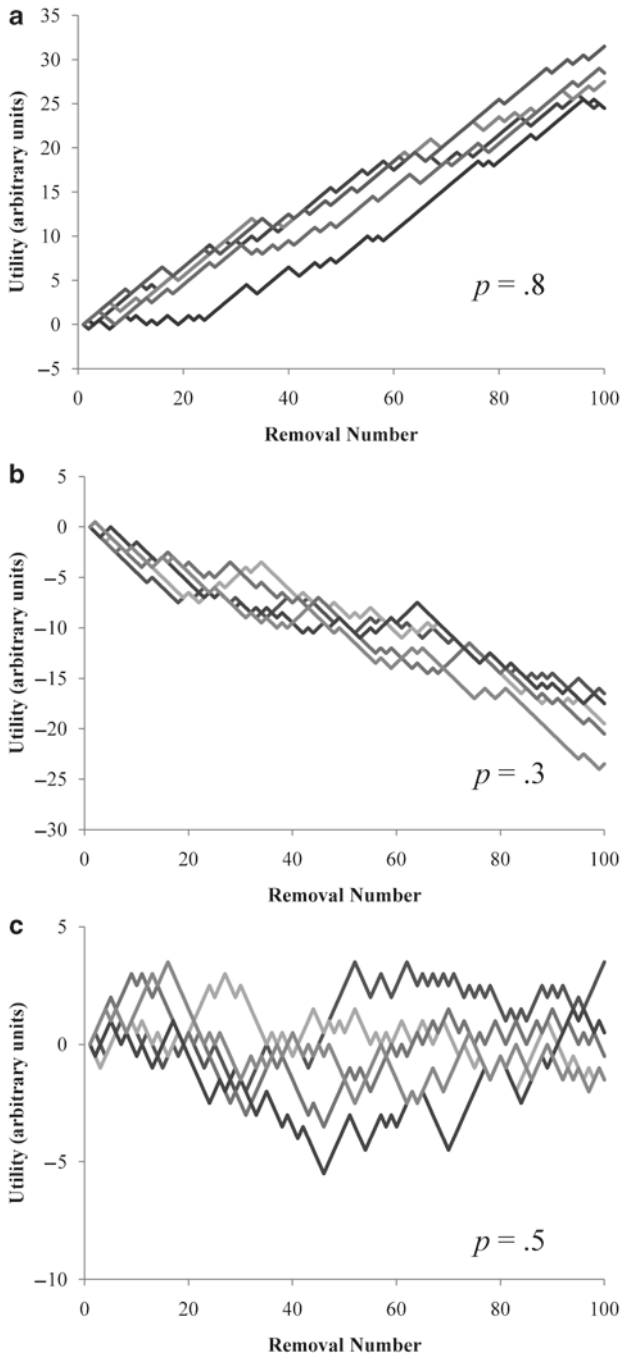 a
Utility (arbitrary units)
35
30
25
20
15
10
5
0
−5
0 20 40 60 80 100
Removal Number
p = .8
b
Utility (arbitrary units)
5
0
−5
−10
−15
−20
−25
−30
0 20 40 60 80 100
Removal Number
p = .3
c
Utility (arbitrary units)
5
0
−5
−10
0 20 40 60 80 100
Removal Number
p = .5